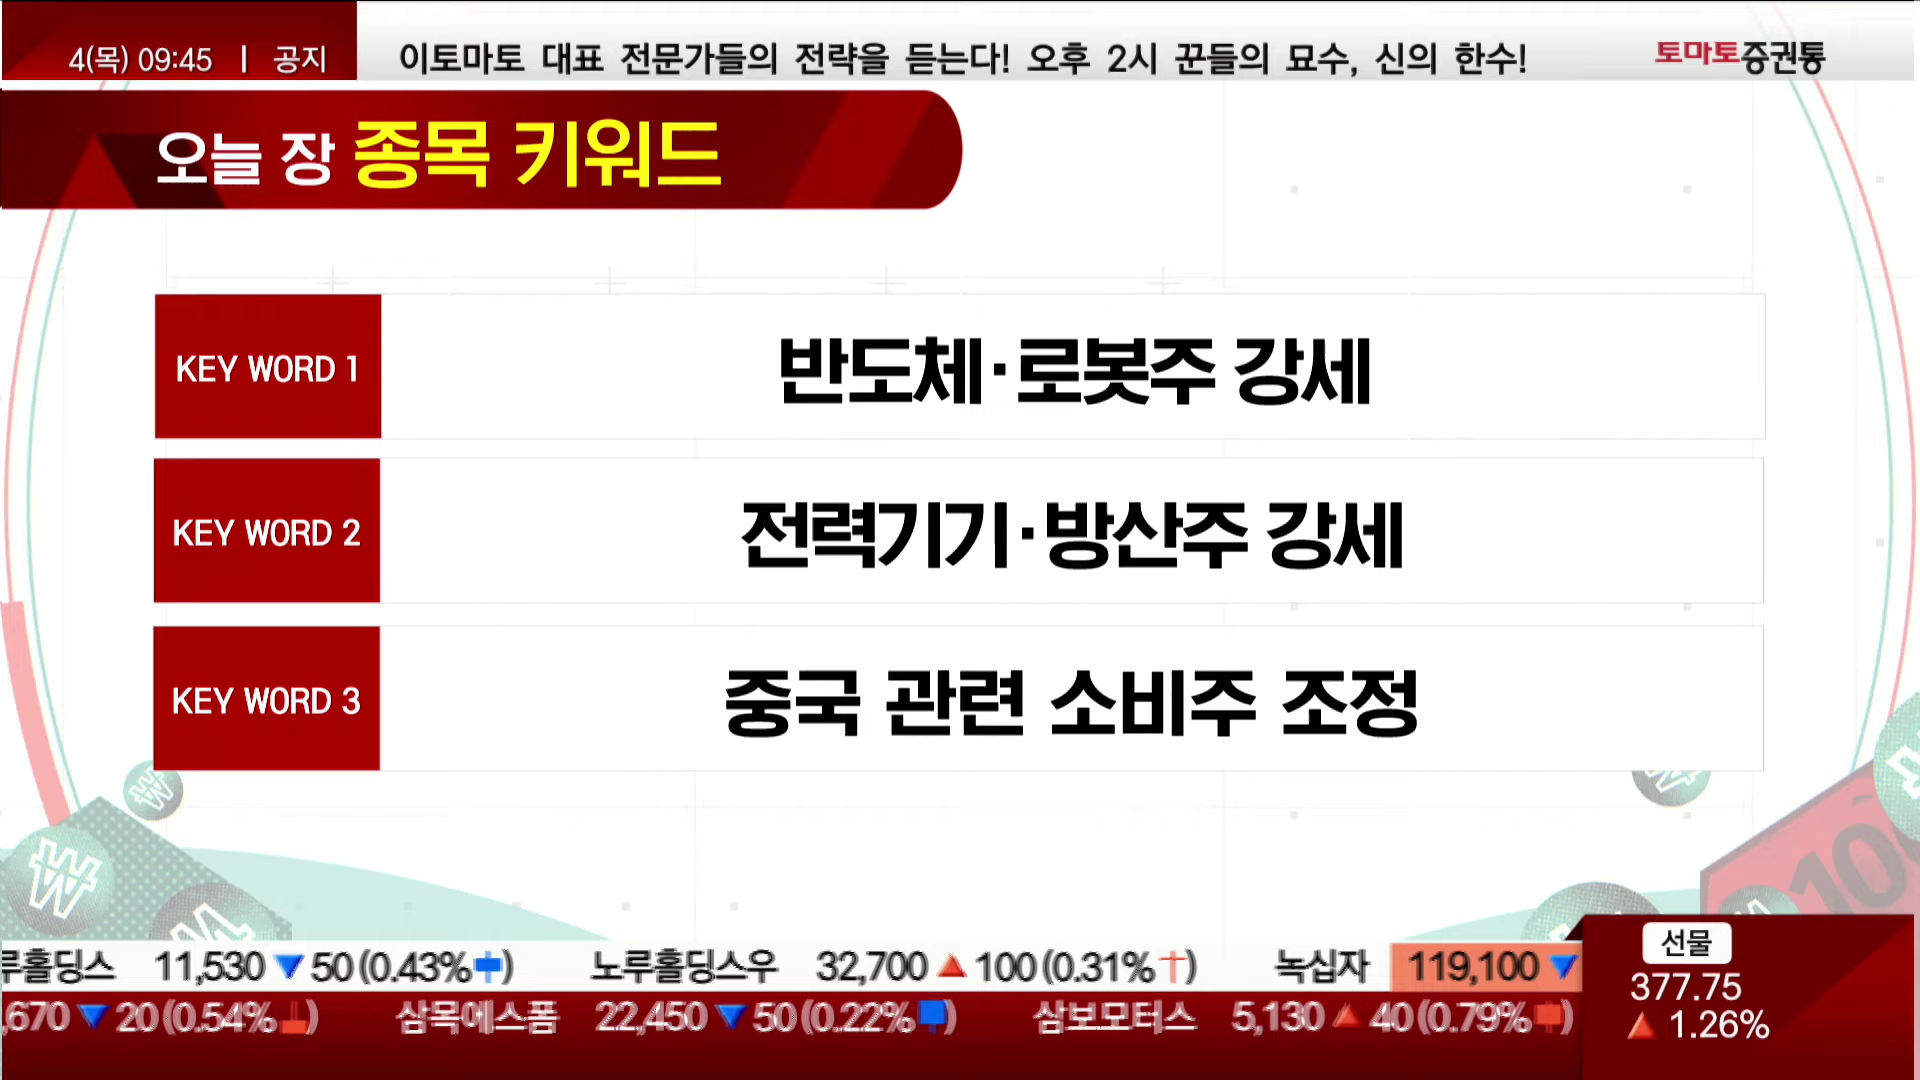 4(목) 09:45 | 공지 이토마토 대표 전문가들의 전략을 듣는다! 오후 2시 꾼들의 묘수, 신의 한수! 토마토증권통
오늘 장 종목 키워드
KEY WORD 1 반도체·로봇주 강세
KEY WORD 2 전력기기·방산주 강세
KEY WORD 3 중국 관련 소비주 조정
루홀딩스 11,530 ▼ 50 (0.43%) 노루홀딩스우 32,700 ▲ 100 (0.31%) 녹십자 119,100 ▼
,670 ▼ 20 (0.54%) 삼목에스폼 22,450 ▼ 50 (0.22%) 삼보모터스 5,130 ▲ 40 (0.79%)
선물
377.75
▲ 1.26%
100